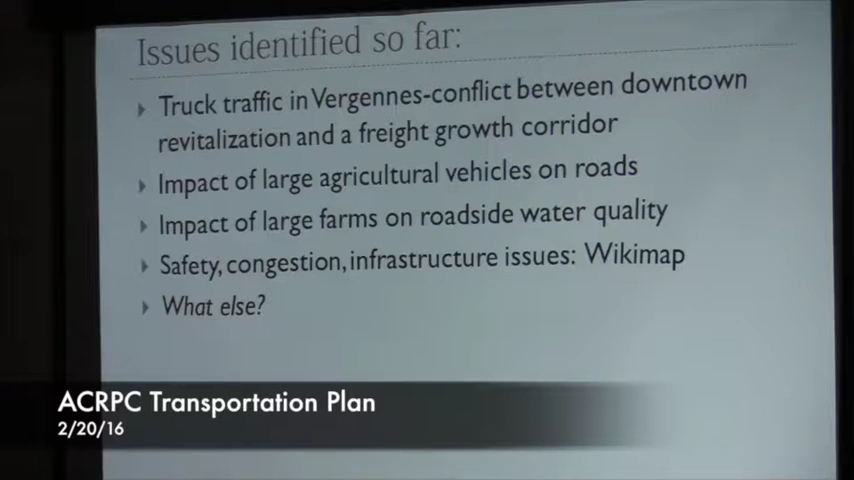 Issues identified so far:
Truck traffic in Vergennes-conflict between downtown
revitalization and a freight growth corridor
Impact of large agricultural vehicles on roads
Impact of large farms on roadside water quality
Safety, congestion, infrastructure issues: Wikimap
What else?
ACRPC Transportation Plan
2/20/16